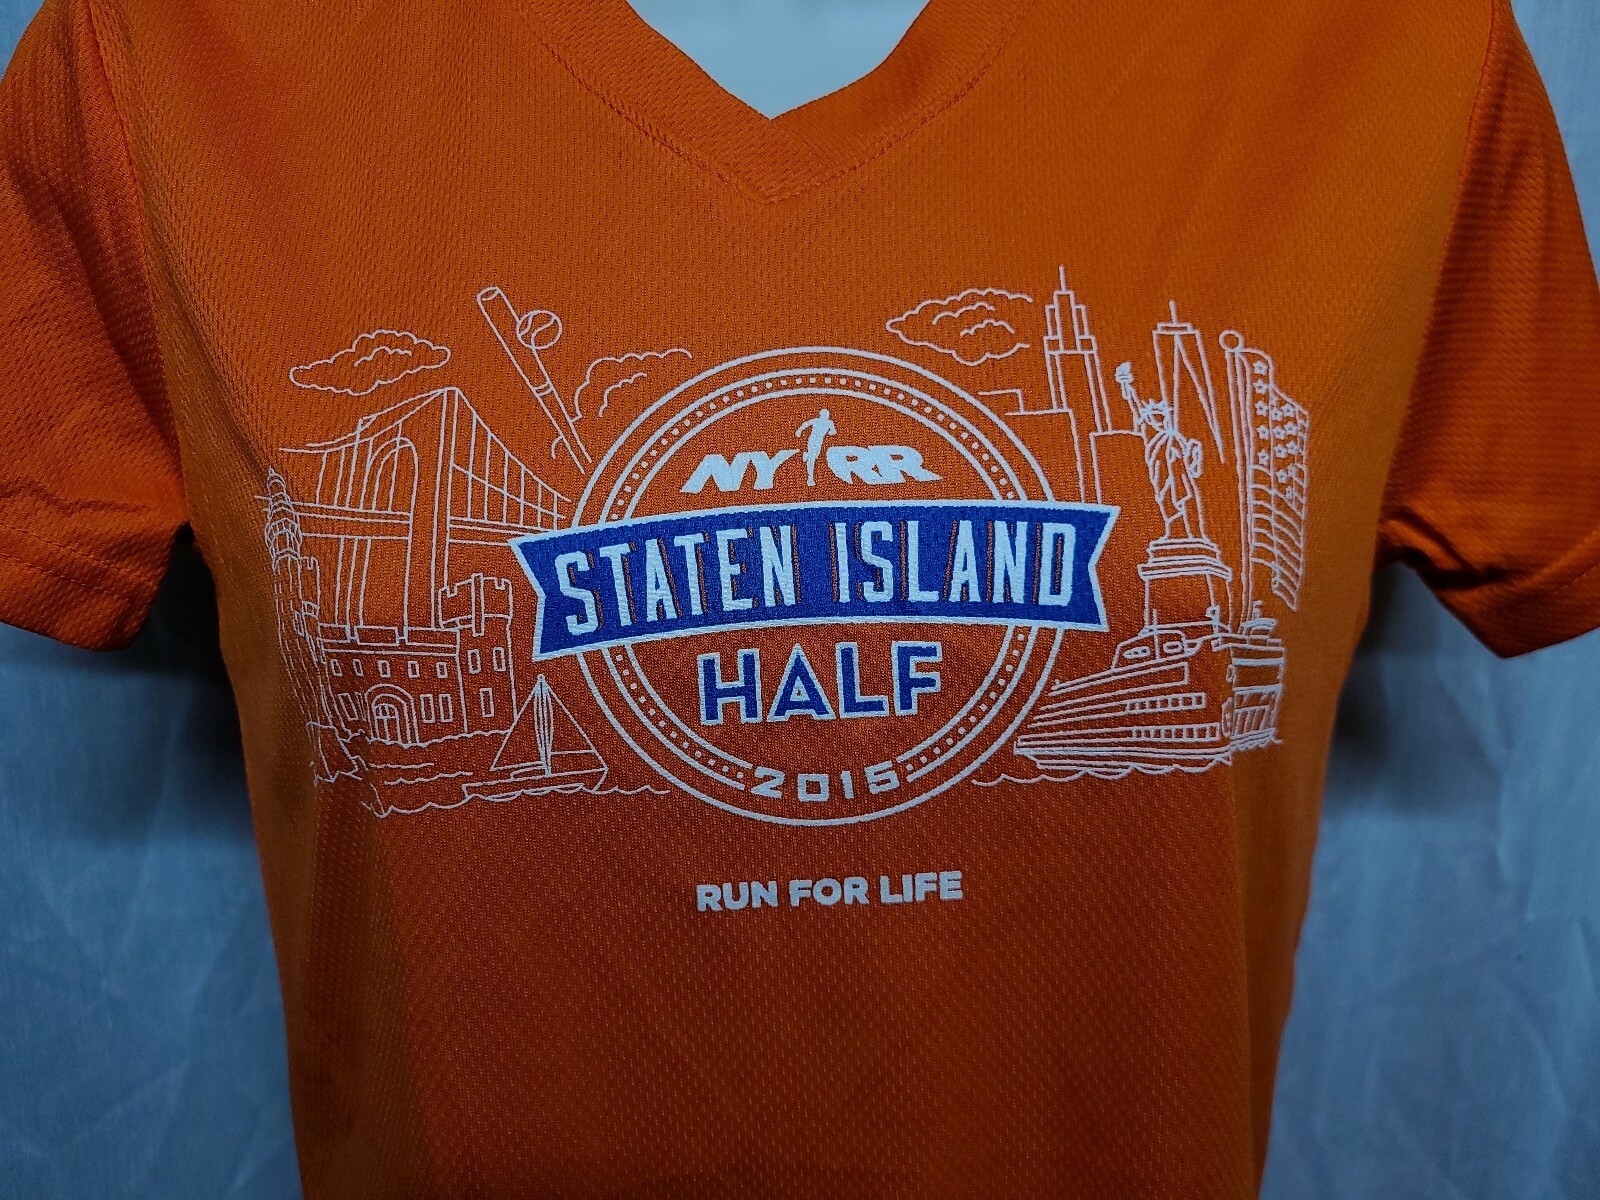 NYRR
STATEN ISLAND
HALF
2015
RUN FOR LIFE